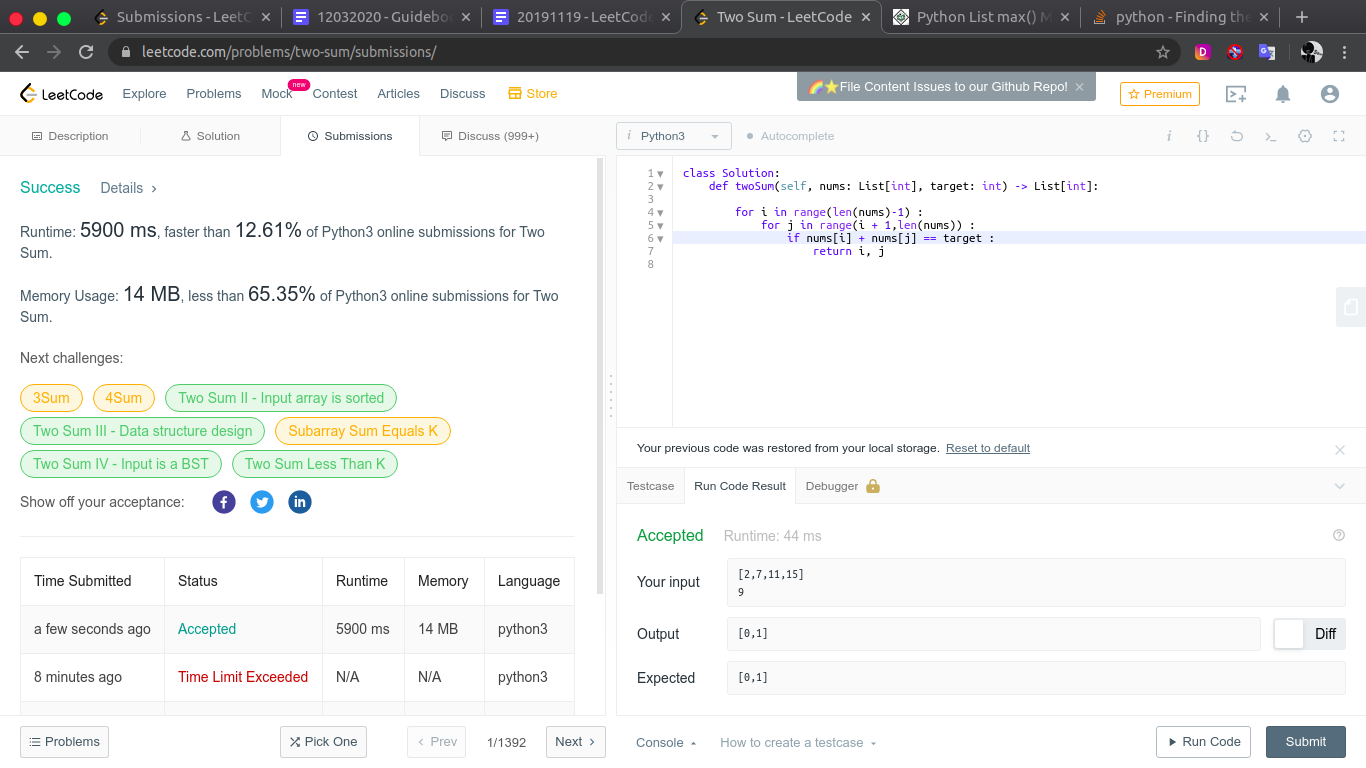 Submissions - LeetC
12032020 - Guidebo
20191119 - LeetCode
Two Sum - LeetCode
Python List max() M
python - Finding the
leetcode.com/problems/two-sum/submissions/
LeetCode
Explore
Problems
Mock
new
Contest
Articles
Discuss
Store
🌈⭐File Content Issues to our Github Repo! ×
Premium
Description
Solution
Submissions
Discuss (999+)
i Python3
Autocomplete
Success
Details >
Runtime: 5900 ms, faster than 12.61% of Python3 online submissions for Two
Sum.
Memory Usage: 14 MB, less than 65.35% of Python3 online submissions for Two
Sum.
Next challenges:
3Sum
4Sum
Two Sum II - Input array is sorted
Two Sum III - Data structure design
Subarray Sum Equals K
Two Sum IV - Input is a BST
Two Sum Less Than K
Show off your acceptance:
Time Submitted Status Runtime Memory Language
a few seconds ago Accepted 5900 ms 14 MB python3
8 minutes ago Time Limit Exceeded N/A N/A python3
Problems
Pick One
< Prev
1/1392
Next >
1 class Solution:
2 def twoSum(self, nums: List[int], target: int) -> List[int]:
3
4 for i in range(len(nums)-1) :
5 for j in range(i + 1,len(nums)) :
6 if nums[i] + nums[j] == target :
7 return i, j
8
Your previous code was restored from your local storage. Reset to default
Testcase
Run Code Result
Debugger
Accepted
Runtime: 44 ms
Your input
[2,7,11,15]
9
Output
[0,1]
Diff
Expected
[0,1]
Console
How to create a testcase
Run Code
Submit